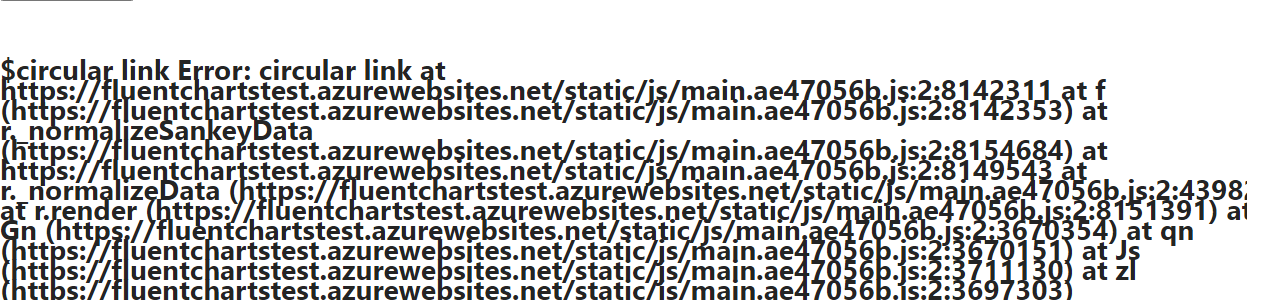 $circular link Error: circular link at
https://fluentchartstest.azurewebsites.net/static/js/main.ae47056b.js:2:8142311 at f
(https://fluentchartstest.azurewebsites.net/static/js/main.ae47056b.js:2:8142353) at
r._normalizeSankeyData
(https://fluentchartstest.azurewebsites.net/static/js/main.ae47056b.js:2:8154684) at
https://fluentchartstest.azurewebsites.net/static/js/main.ae47056b.js:2:8149543 at
r._normalizeData (https://fluentchartstest.azurewebsites.net/static/js/main.ae47056b.js:2:43982
at r.render (https://fluentchartstest.azurewebsites.net/static/js/main.ae47056b.js:2:8151391) at
Gn (https://fluentchartstest.azurewebsites.net/static/js/main.ae47056b.js:2:3670354) at qn
(https://fluentchartstest.azurewebsites.net/static/js/main.ae47056b.js:2:3670151) at Js
(https://fluentchartstest.azurewebsites.net/static/js/main.ae47056b.js:2:3711130) at zl
(https://fluentchartstest.azurewebsites.net/static/js/main.ae47056b.js:2:3697303)